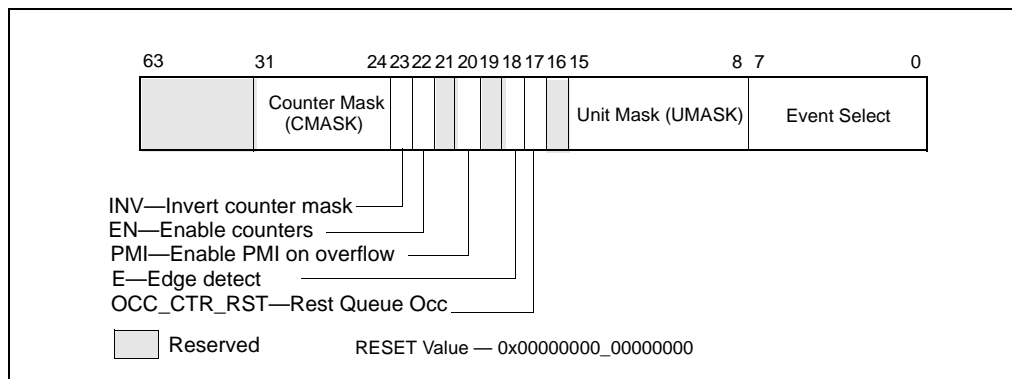 63 31 24 23 22 21 20 19 18 17 16 15 8 7 0
Counter Mask
(CMASK)
Unit Mask (UMASK)
Event Select
INV—Invert counter mask
EN—Enable counters
PMI—Enable PMI on overflow
E—Edge detect
OCC_CTR_RST—Rest Queue Occ
Reserved
RESET Value — 0x00000000_00000000